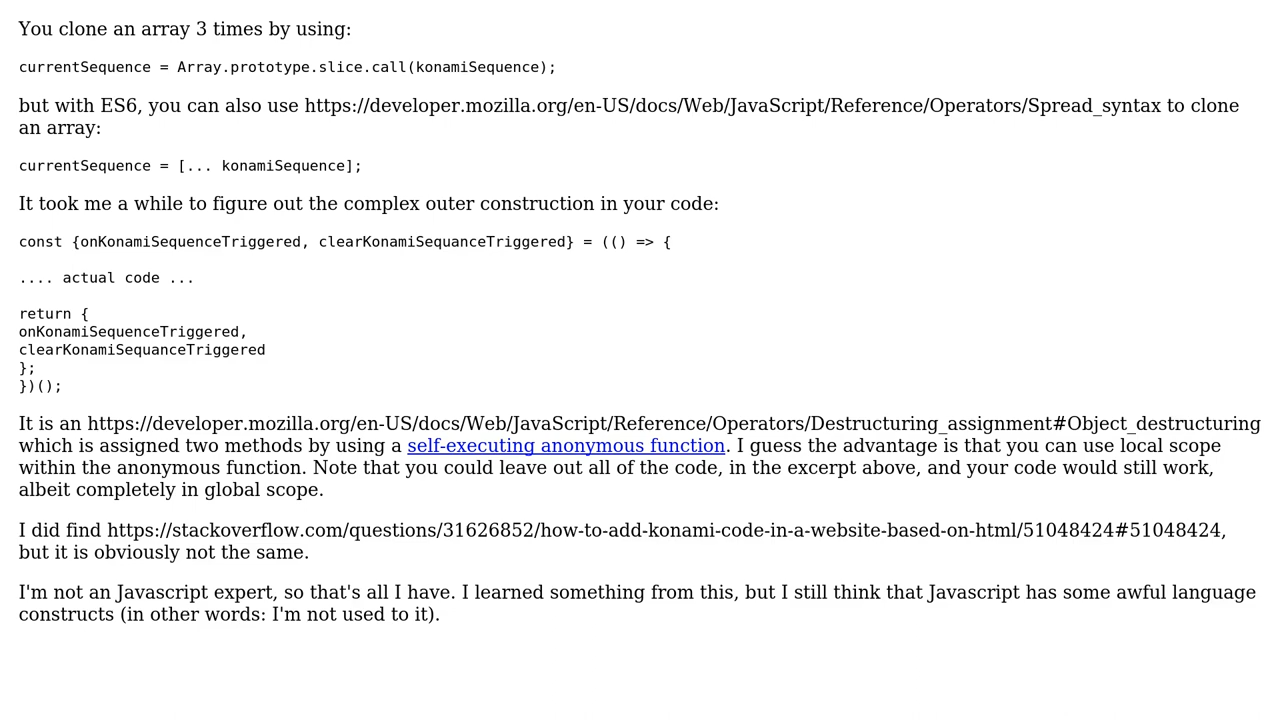 You clone an array 3 times by using:
currentSequence = Array.prototype.slice.call(konamiSequence);
but with ES6, you can also use https://developer.mozilla.org/en-US/docs/Web/JavaScript/Reference/Operators/Spread_syntax to clone
an array:
currentSequence = [... konamiSequence];
It took me a while to figure out the complex outer construction in your code:
const {onKonamiSequenceTriggered, clearKonamiSequanceTriggered} = (() => {
.... actual code ...
return {
onKonamiSequenceTriggered,
clearKonamiSequanceTriggered
};
})();
It is an https://developer.mozilla.org/en-US/docs/Web/JavaScript/Reference/Operators/Destructuring_assignment#Object_destructuring
which is assigned two methods by using a self-executing anonymous function. I guess the advantage is that you can use local scope
within the anonymous function. Note that you could leave out all of the code, in the excerpt above, and your code would still work,
albeit completely in global scope.
I did find https://stackoverflow.com/questions/31626852/how-to-add-konami-code-in-a-website-based-on-html/51048424#51048424,
but it is obviously not the same.
I'm not an Javascript expert, so that's all I have. I learned something from this, but I still think that Javascript has some awful language
constructs (in other words: I'm not used to it).